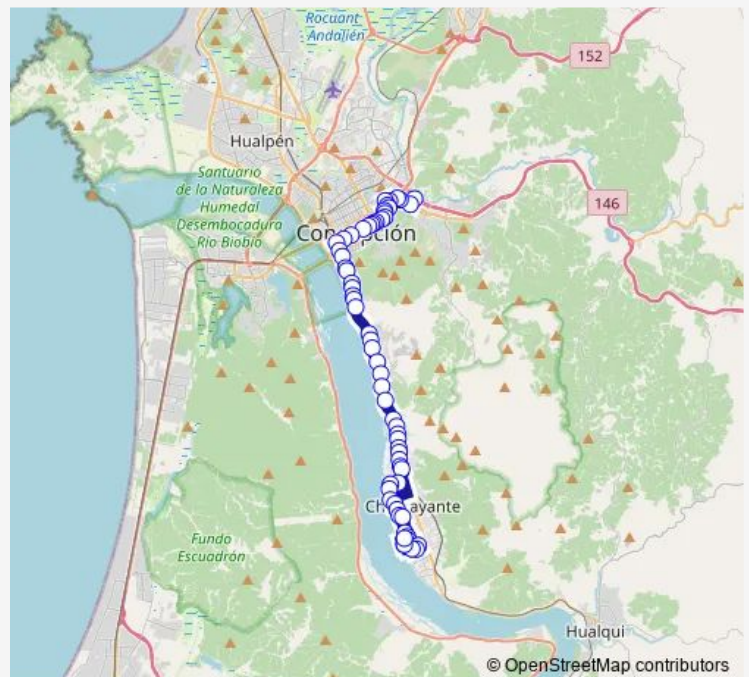 Rocuant
Andalién
152
Hualpén
Santuario
de la Naturaleza
Humedal
Desembocadura
Río Biobío
146
Concepción
Chiguayante
Fundo
Escuadrón
Hualqui
© OpenStreetMap contributors